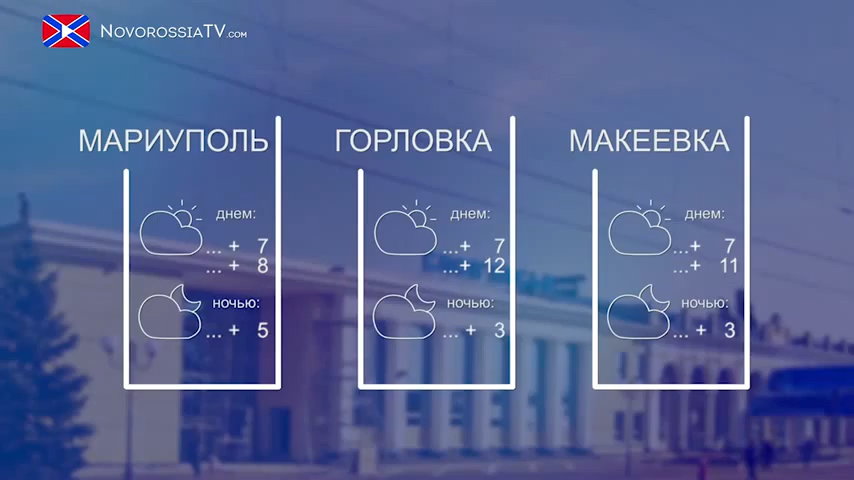 NovorossiaTV.com
МАРИУПОЛЬ
днем:
... + 7
... + 8
ночью:
... + 5
ГОРЛОВКА
днем:
...+ 7
...+ 12
ночью:
... + 3
МАКЕЕВКА
днем:
...+ 7
...+ 11
ночью:
... + 3